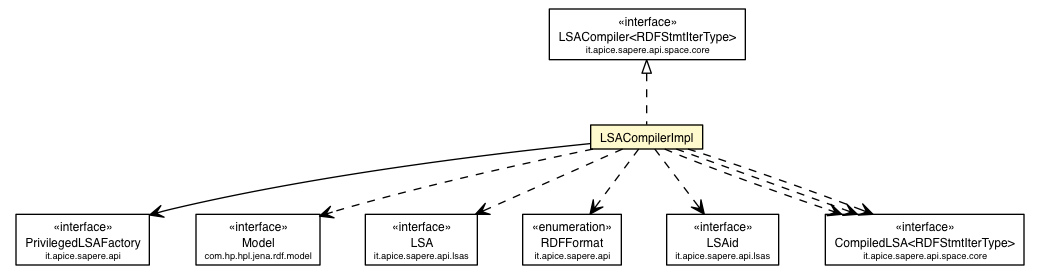 «interface»
LSACompiler<RDFStmtIterType>
it.apice.sapere.api.space.core
LSACompilerImpl
«interface»
PrivilegedLSAFactory
it.apice.sapere.api
«interface»
Model
com.hp.hpl.jena.rdf.model
«interface»
LSA
it.apice.sapere.api.lsas
«enumeration»
RDFFormat
it.apice.sapere.api
«interface»
LSAid
it.apice.sapere.api.lsas
«interface»
CompiledLSA<RDFStmtIterType>
it.apice.sapere.api.space.core